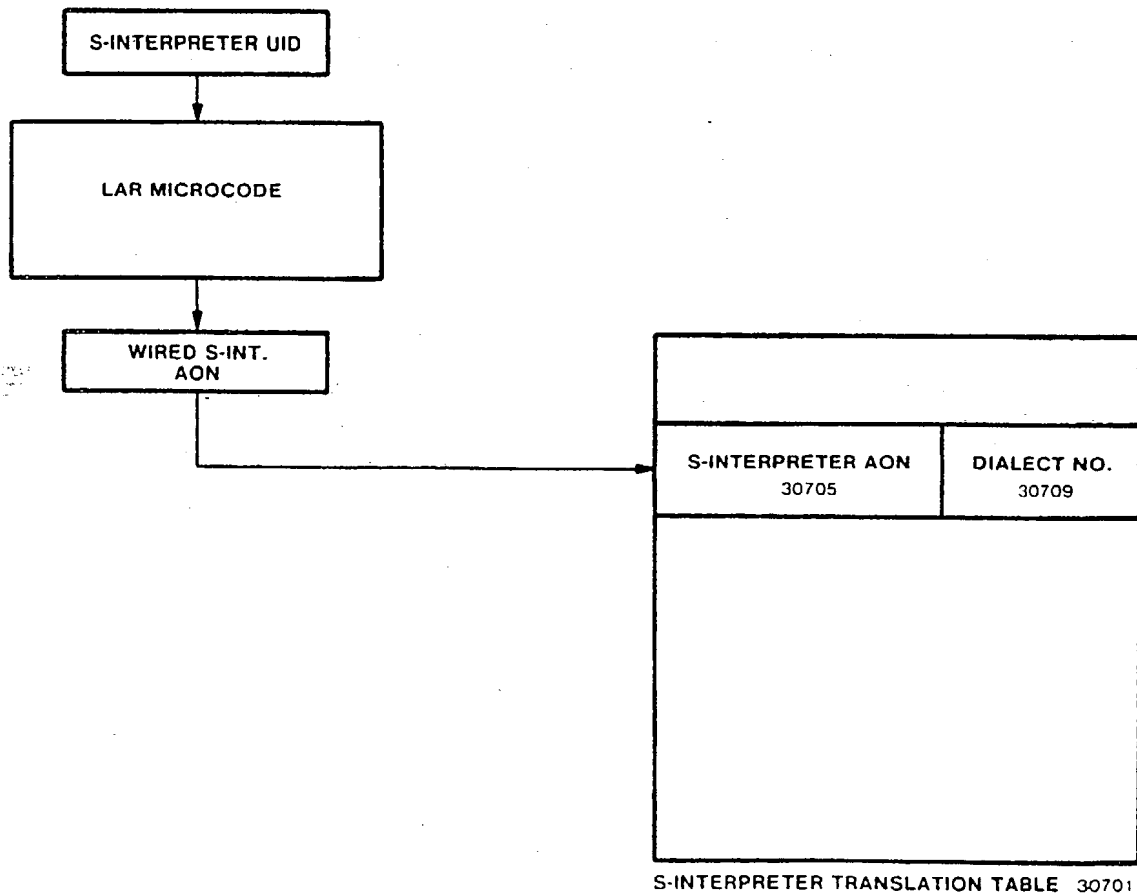 S-INTERPRETER UID
LAR MICROCODE
WIRED S-INT.
AON
S-INTERPRETER AON
30705
DIALECT NO.
30709
S-INTERPRETER TRANSLATION TABLE 30701